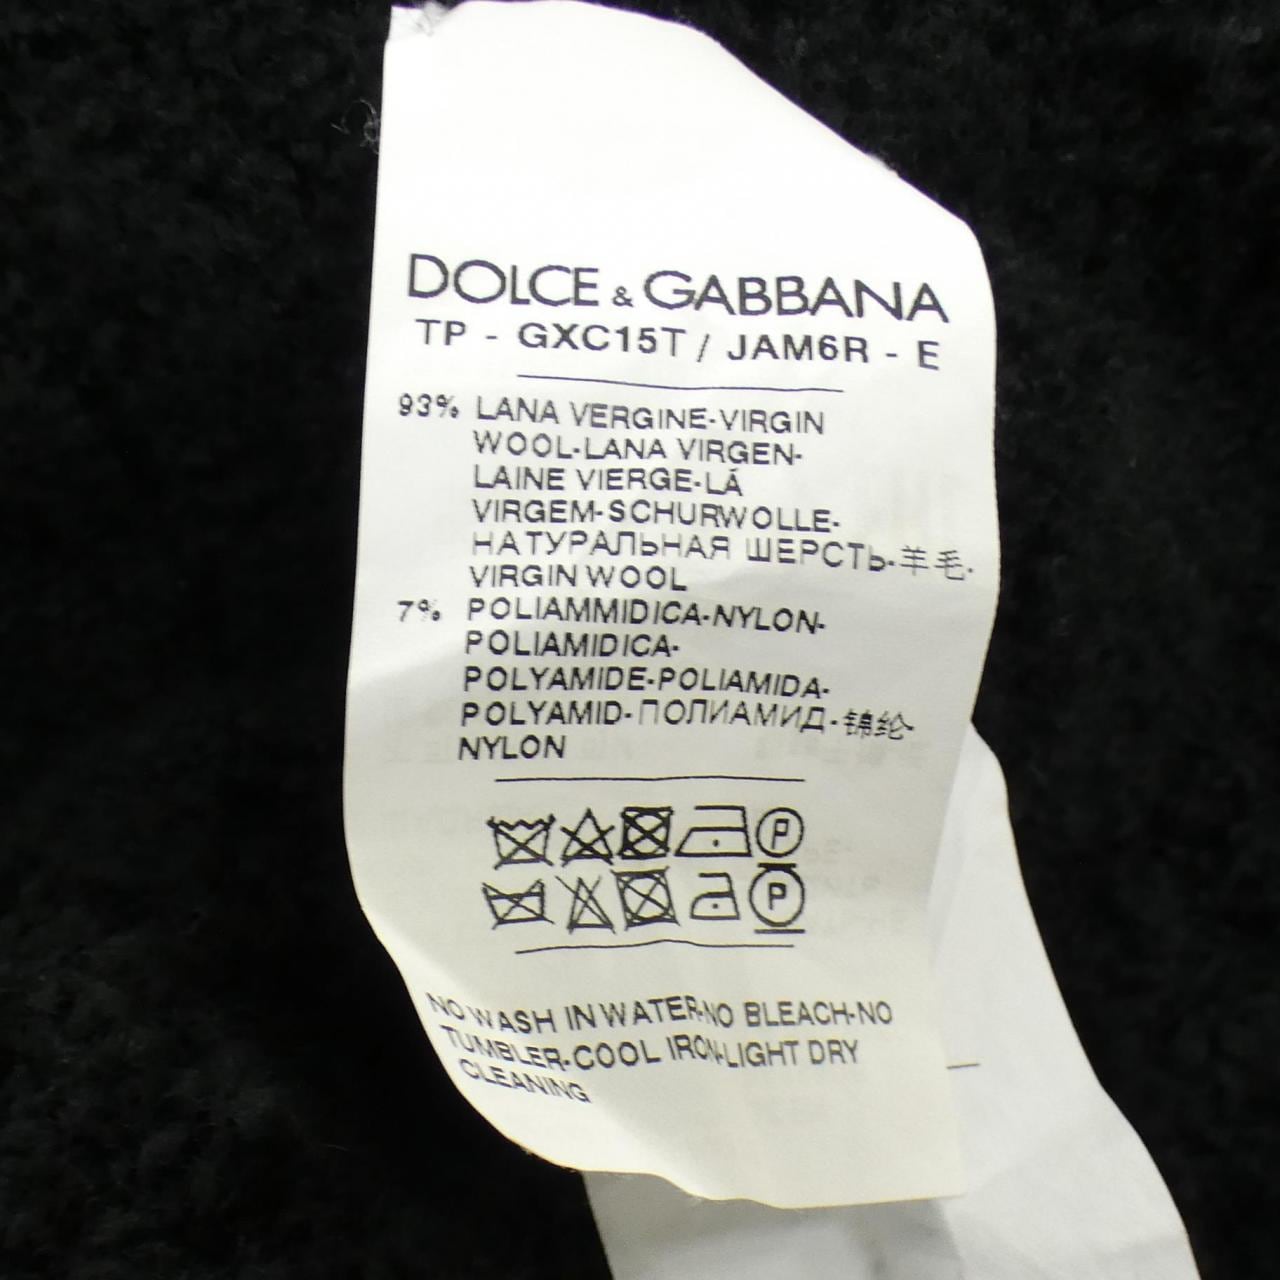 DOLCE & GABBANA
TP - GXC15T / JAM6R - E
93% LANA VERGINE-VIRGIN
WOOL-LANA VIRGEN-
LAINE VIERGE-LÁ
VIRGEM-SCHURWOLLE-
НАТУРАЛЬНАЯ ШЕРСТЬ-羊毛-
VIRGIN WOOL
7% POLIAMMIDICA-NYLON-
POLIAMIDICA-
POLYAMIDE-POLIAMIDA-
POLYAMID-ПОЛИАМИД-锦纶-
NYLON
P
P
NO WASH IN WATER-NO BLEACH-NO
TUMBLER-COOL IRON-LIGHT DRY
CLEANING